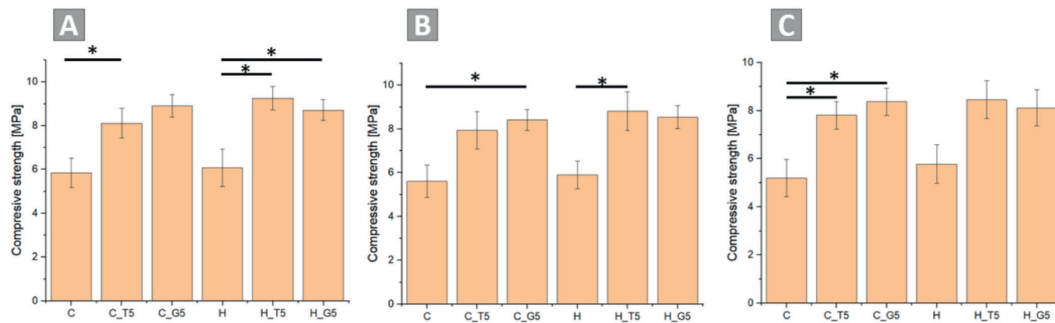 A
B
C
* * *
* * *
*
Compresive strength [MPa]
10
8
6
4
2
0
C C_T5 C_G5 H H_T5 H_G5
Compressive strength [MPa]
10
8
6
4
2
0
C C_T5 C_G5 H H_T5 H_G5
Compressive strength [MPa]
10
8
6
4
2
0
C C_T5 C_G5 H H_T5 H_G5